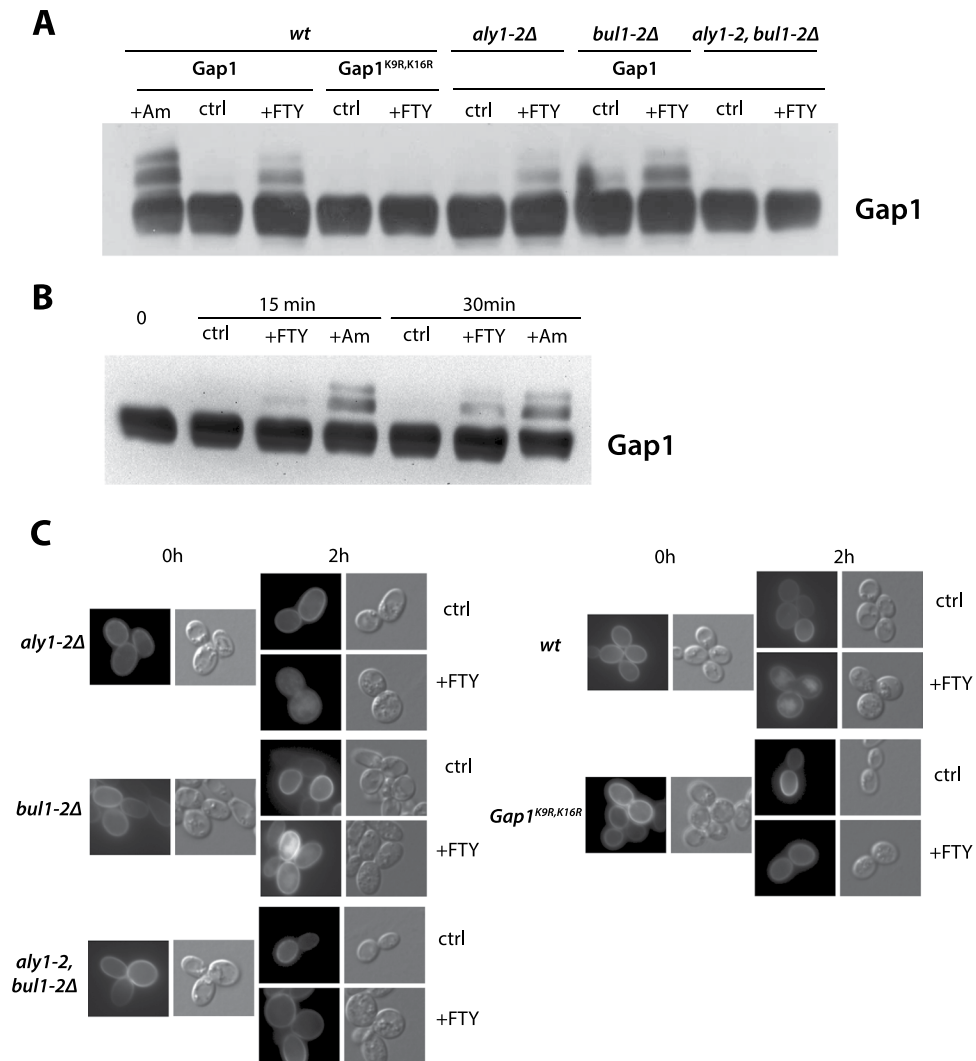 A
wt
aly1-2Δ
bul1-2Δ
aly1-2, bul1-2Δ
Gap1
Gap1K9R,K16R
Gap1
+Am
ctrl
+FTY
ctrl
+FTY
ctrl
+FTY
ctrl
+FTY
ctrl
+FTY
Gap1
B
0
15 min
30min
ctrl
+FTY
+Am
ctrl
+FTY
+Am
Gap1
C
0h
2h
aly1-2Δ
ctrl
+FTY
bul1-2Δ
ctrl
+FTY
aly1-2,
bul1-2Δ
ctrl
+FTY
0h
2h
wt
ctrl
+FTY
Gap1K9R,K16R
ctrl
+FTY